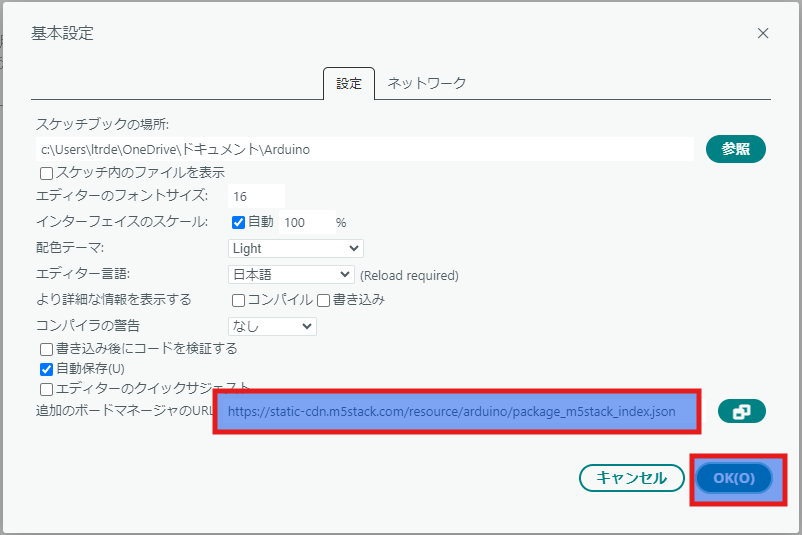 基本設定
設定 ネットワーク
スケッチブックの場所:
c:\Users\ltrde\OneDrive\ドキュメント\Arduino 参照
スケッチ内のファイルを表示
エディターのフォントサイズ: 16
インターフェイスのスケール: 自動 100 %
配色テーマ: Light
エディター言語: 日本語 (Reload required)
より詳細な情報を表示する コンパイル 書き込み
コンパイラの警告 なし
書き込み後にコードを検証する
自動保存(U)
エディターのクイックサジェスト
追加のボードマネージャのURL https://static-cdn.m5stack.com/resource/arduino/package_m5stack_index.json
キャンセル OK(O)